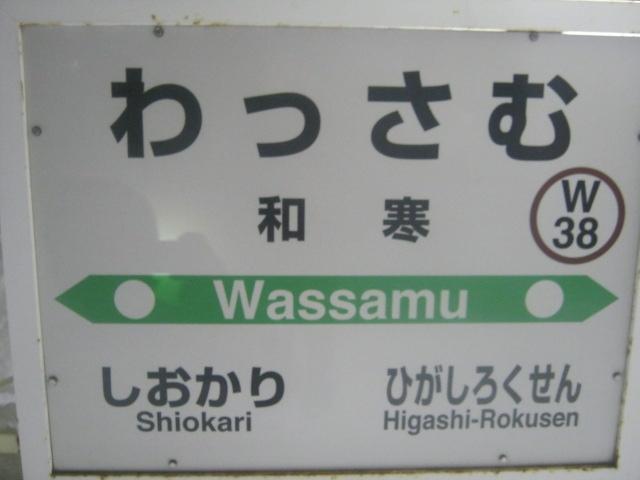 わっさむ
和寒
W
38
Wassamu
しおかり
Shiokari
ひがしろくせん
Higashi-Rokusen